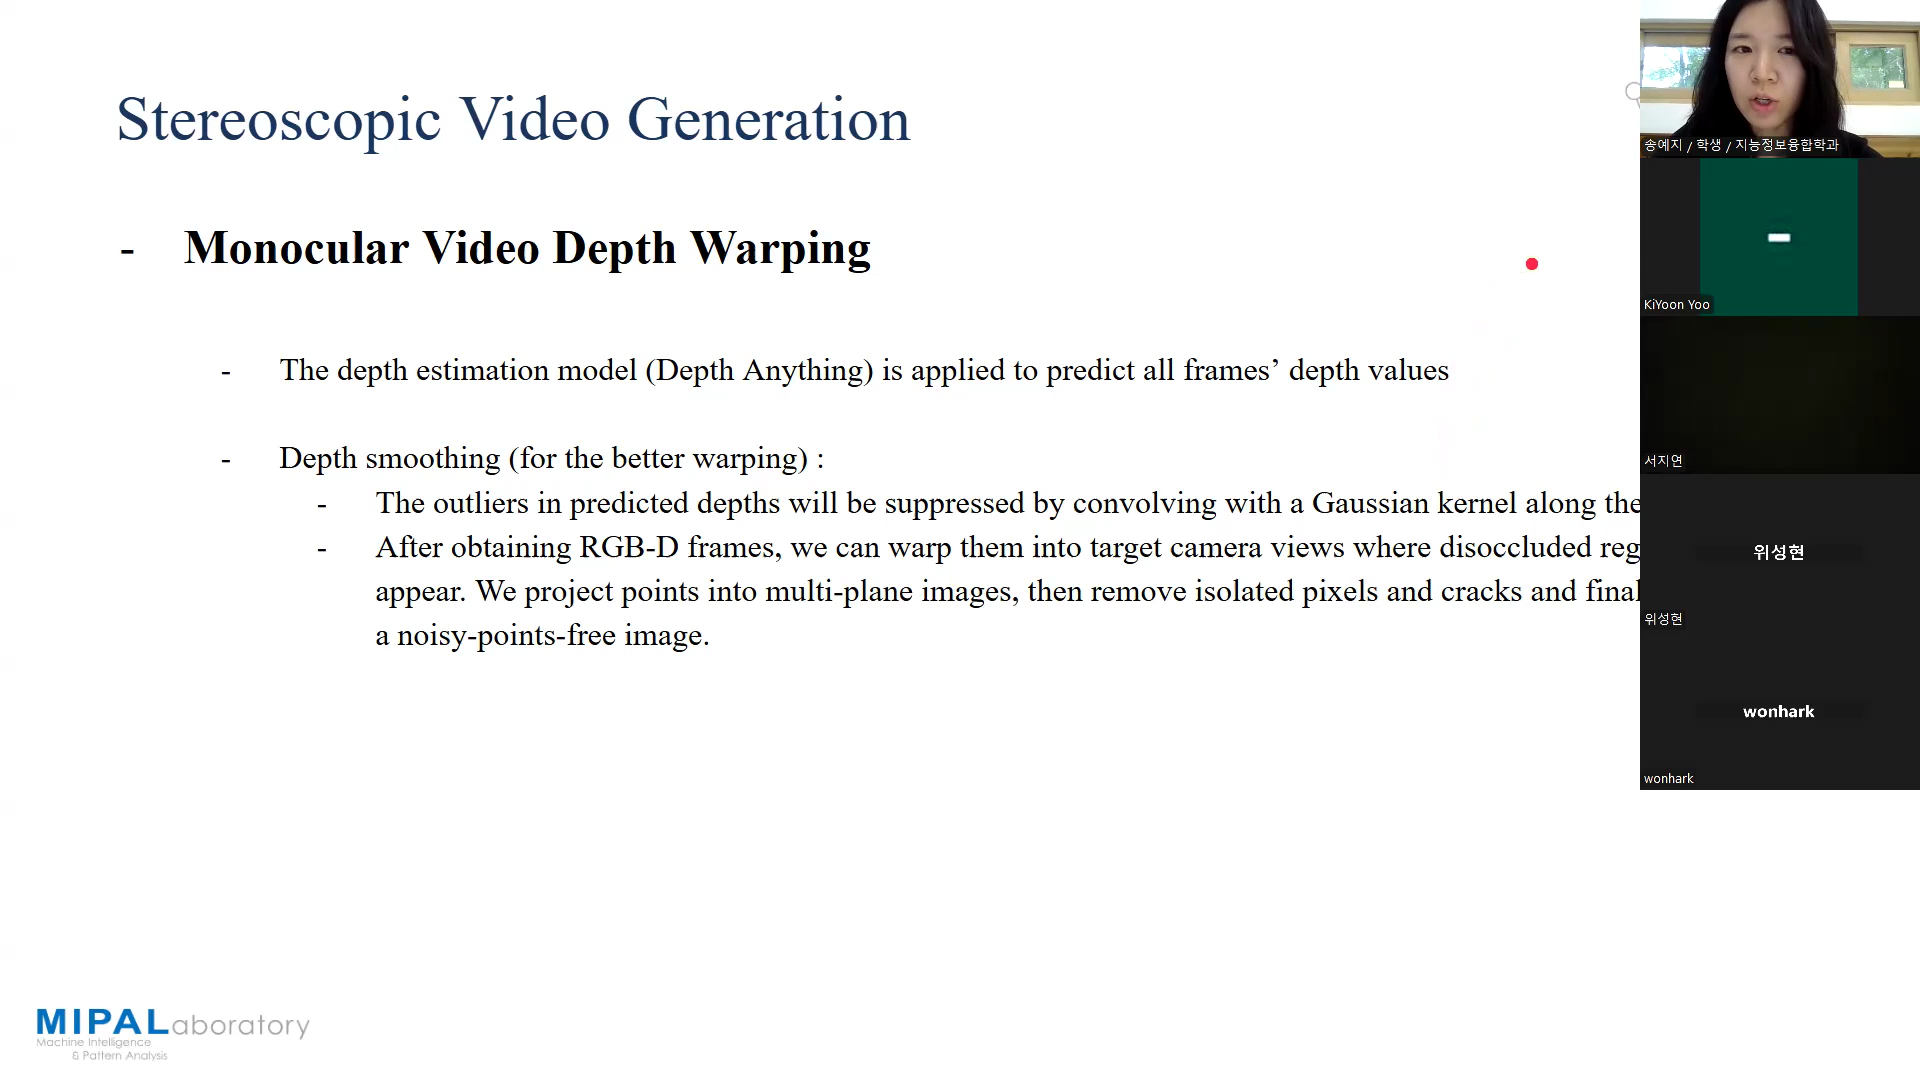 Stereoscopic Video Generation
- Monocular Video Depth Warping
- The depth estimation model (Depth Anything) is applied to predict all frames’ depth values
- Depth smoothing (for the better warping) :
- The outliers in predicted depths will be suppressed by convolving with a Gaussian kernel along the
- After obtaining RGB-D frames, we can warp them into target camera views where disoccluded
appear. We project points into multi-plane images, then remove isolated pixels and cracks and
a noisy-points-free image.
송예지 / 학생 / 지능정보융합학과
KiYoon Yoo
서지연
위성현
위성현
wonhark
wonhark
MIPALaboratory
Machine Intelligence
& Pattern Analysis